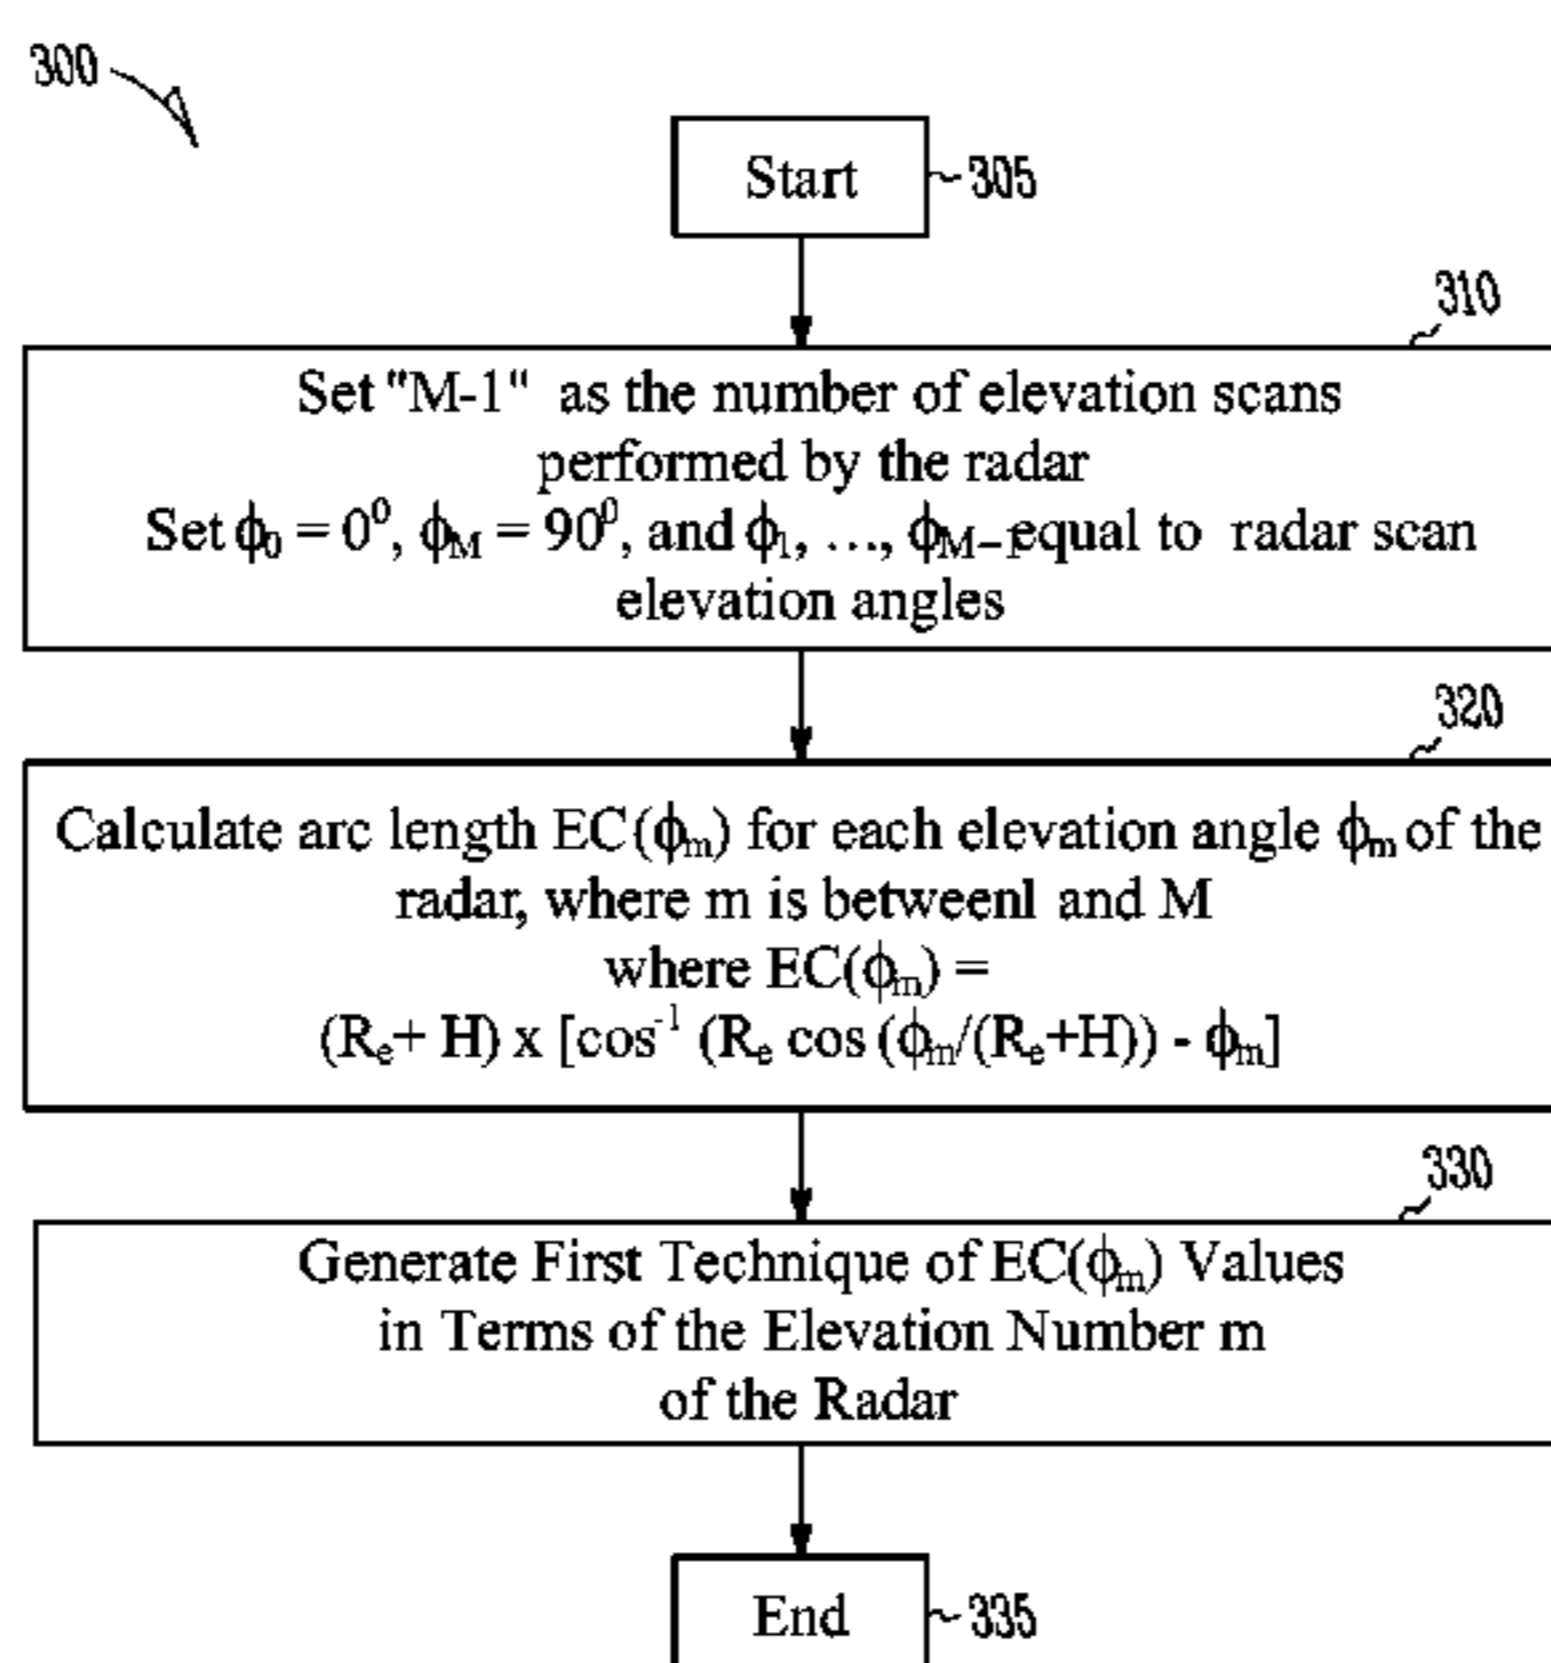 300
Start
305
310
Set "M-1" as the number of elevation scans
performed by the radar
Set ϕ₀ = 0⁰, ϕ_M = 90⁰, and ϕ₁, ..., ϕ_M–1 equal to radar scan
elevation angles
320
Calculate arc length EC(ϕₘ) for each elevation angle ϕₘ of the
radar, where m is between1 and M
where EC(ϕₘ) =
(Rₑ+ H) x [cos⁻¹ (Rₑ cos (ϕₘ/(Rₑ+H)) - ϕₘ]
330
Generate First Technique of EC(ϕₘ) Values
in Terms of the Elevation Number m
of the Radar
End
335